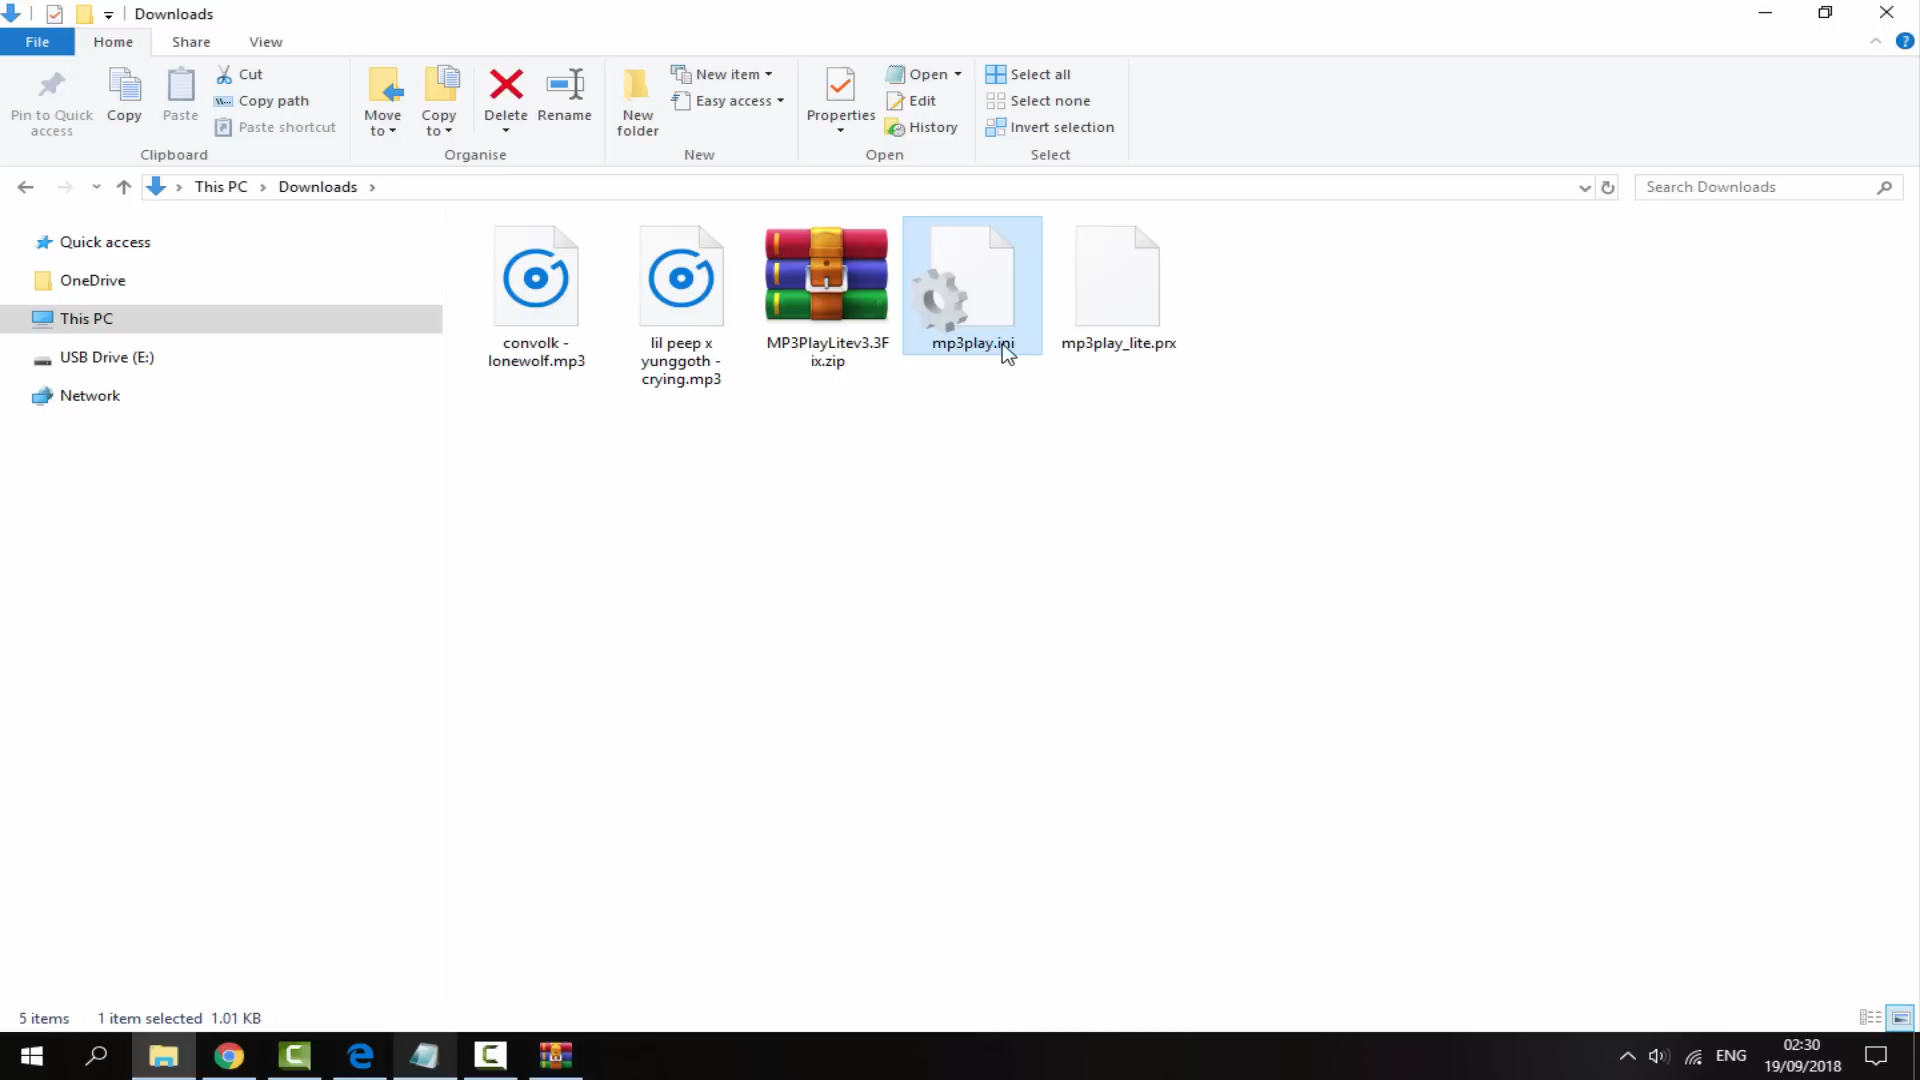 Downloads
File
Home
Share
View
Pin to Quick
access
Copy
Paste
Cut
Copy path
Paste shortcut
Clipboard
Move
to
Copy
to
Delete
Rename
Organise
New
folder
New item
Easy access
New
Properties
Open
Edit
History
Open
Select all
Select none
Invert selection
Select
This PC
Downloads
Search Downloads
Quick access
OneDrive
This PC
USB Drive (E:)
Network
convolk -
lonewolf.mp3
lil peep x
yunggoth -
crying.mp3
MP3PlayLitev3.3F
ix.zip
mp3play.ini
mp3play_lite.prx
5 items
1 item selected 1.01 KB
ENG
02:30
19/09/2018